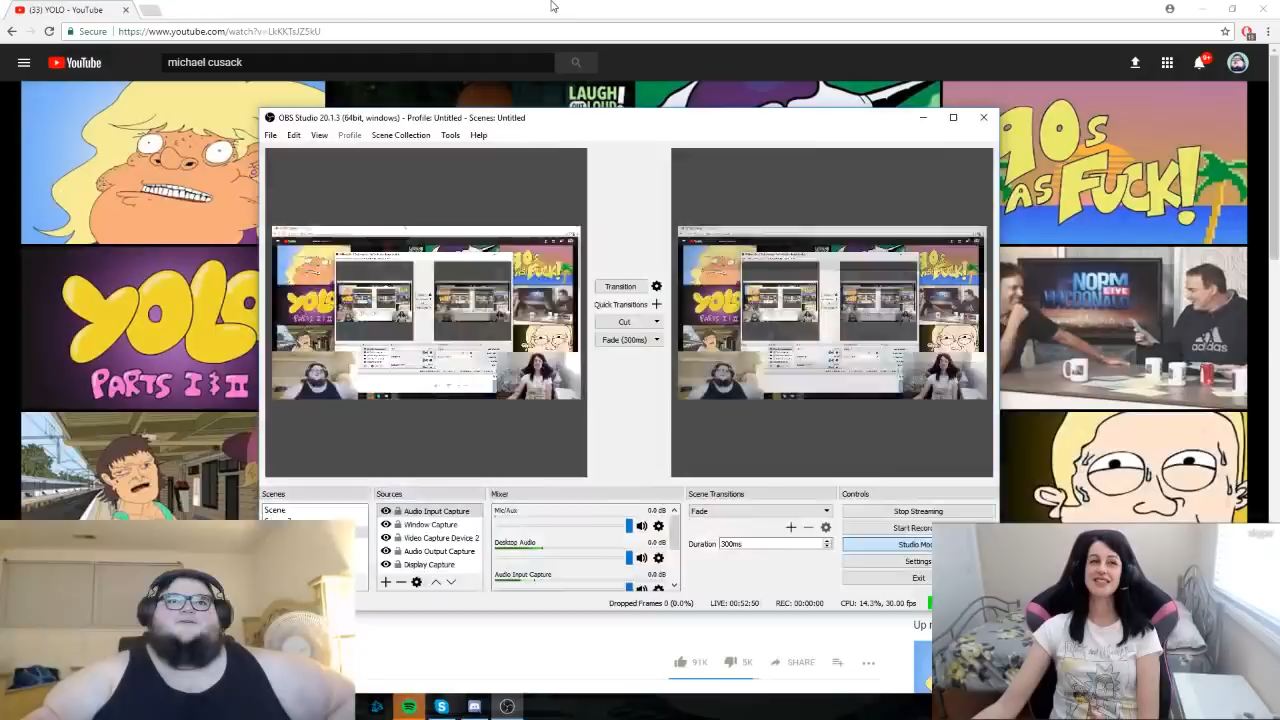 (33) YOLO - YouTube
Secure
https://www.youtube.com/watch?v=LkKKTsJZ5kU
YouTube
michael cusack
9+
LAUGH
OUT LOUD!
90s
AS FUCK!
YOLO
PARTS I & II
NORM
MACDONALD
LIVE
adidas
OBS Studio 20.1.3 (64bit, windows) - Profile: Untitled - Scenes: Untitled
File Edit View Profile Scene Collection Tools Help
Transition
Quick Transitions
Cut
Fade (300ms)
Scenes
Scene
Sources
Audio Input Capture
Window Capture
Video Capture Device 2
Audio Output Capture
Display Capture
Mixer
Mic/Aux 0.0 dB
Desktop Audio 0.0 dB
Audio Input Capture 0.0 dB
Scene Transitions
Fade
Duration 300ms
Controls
Stop Streaming
Start Recor
Studio Mo
Settings
Exit
Dropped Frames 0 (0.0%) LIVE: 00:52:50 REC: 00:00:00 CPU: 14.3%, 30.00 fps
skype
Up n
91K 5K SHARE